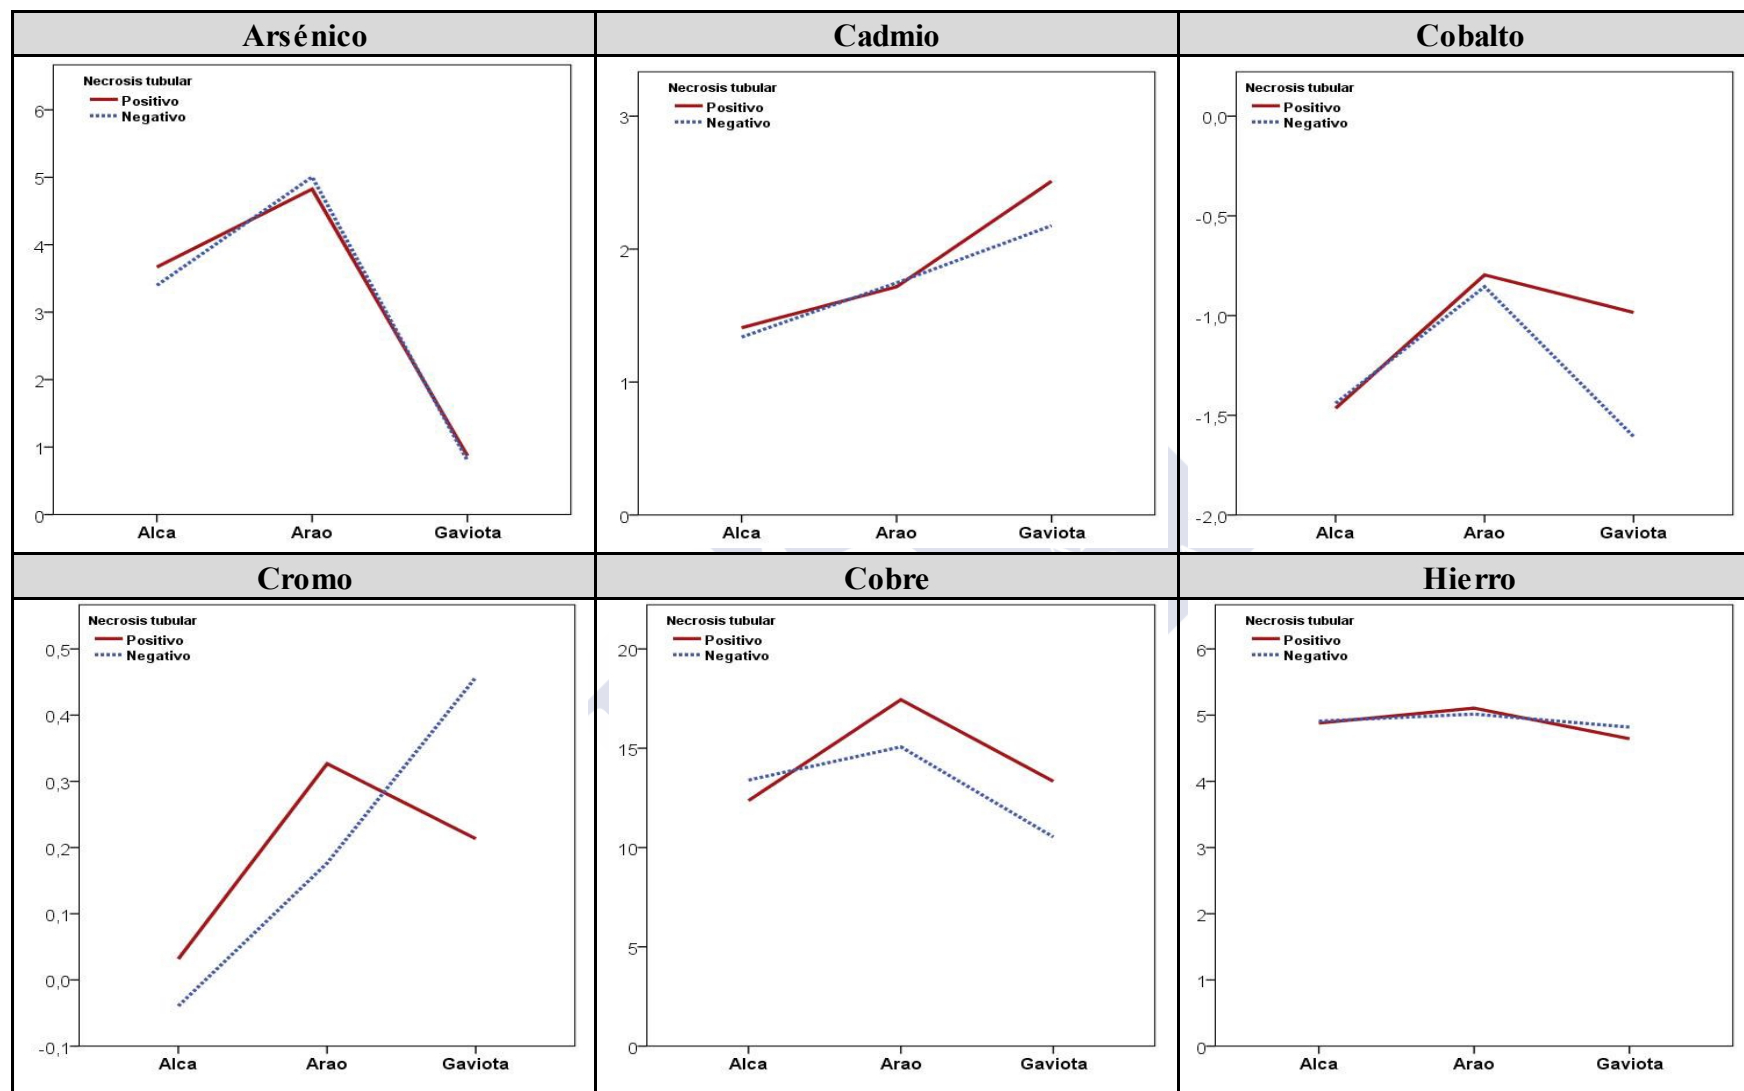 Arsénico
Cadmio
Cobalto
Necrosis tubular
Positivo
Negativo
6
5
4
3
2
1
0
Alca Arao Gaviota
Necrosis tubular
Positivo
Negativo
3
2
1
0
Alca Arao Gaviota
Necrosis tubular
Positivo
Negativo
0,0
-0,5
-1,0
-1,5
-2,0
Alca Arao Gaviota
Cromo
Cobre
Hierro
Necrosis tubular
Positivo
Negativo
0,5
0,4
0,3
0,2
0,1
0,0
-0,1
Alca Arao Gaviota
Necrosis tubular
Positivo
Negativo
20
15
10
5
0
Alca Arao Gaviota
Necrosis tubular
Positivo
Negativo
6
5
4
3
2
1
0
Alca Arao Gaviota